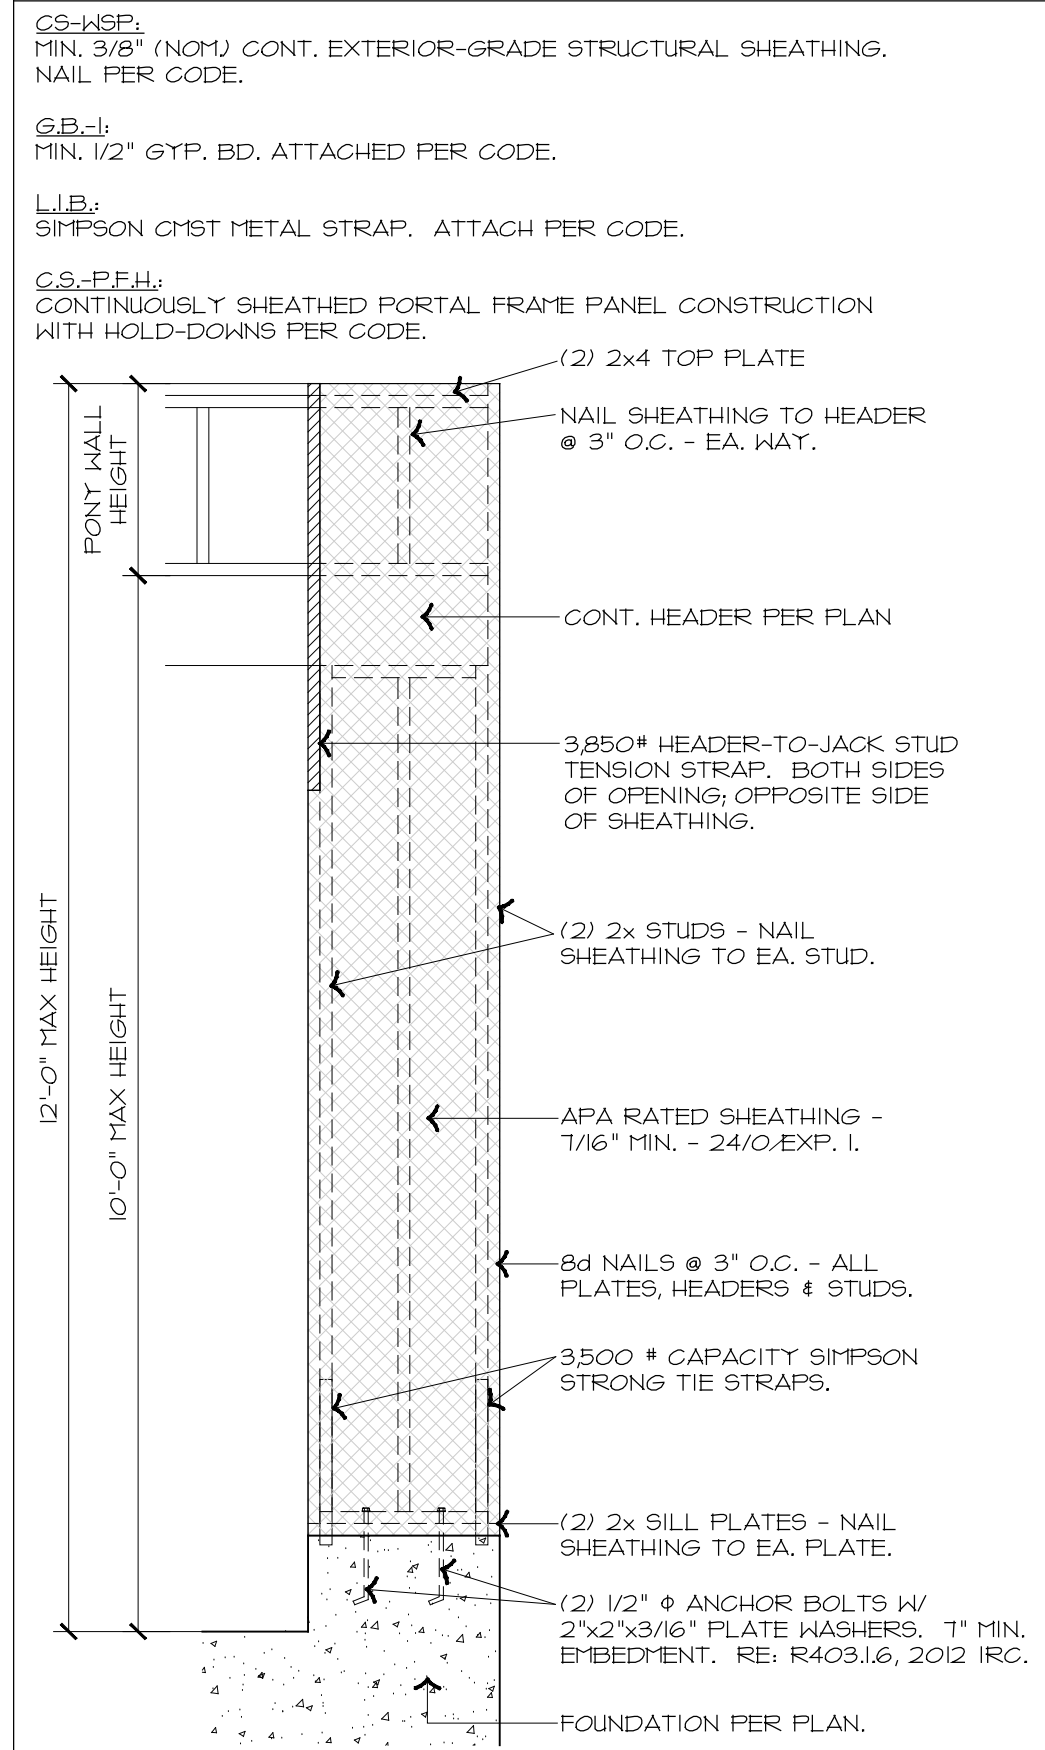 CS-WSP:
MIN. 3/8" (NOM.) CONT. EXTERIOR-GRADE STRUCTURAL SHEATHING.
NAIL PER CODE.
G.B.-1:
MIN. 1/2" GYP. BD. ATTACHED PER CODE.
L.I.B.:
SIMPSON CMST METAL STRAP. ATTACH PER CODE.
C.S.-P.F.H.:
CONTINUOUSLY SHEATHED PORTAL FRAME PANEL CONSTRUCTION
WITH HOLD-DOWNS PER CODE.
(2) 2x4 TOP PLATE
NAIL SHEATHING TO HEADER
@ 3" O.C. - EA. WAY.
PONY WALL
HEIGHT
CONT. HEADER PER PLAN
3,850# HEADER-TO-JACK STUD
TENSION STRAP. BOTH SIDES
OF OPENING; OPPOSITE SIDE
OF SHEATHING.
(2) 2x STUDS - NAIL
SHEATHING TO EA. STUD.
12'-0" MAX HEIGHT
10'-0" MAX HEIGHT
APA RATED SHEATHING -
7/16" MIN. - 24/0/EXP. 1.
8d NAILS @ 3" O.C. - ALL
PLATES, HEADERS & STUDS.
3,500 # CAPACITY SIMPSON
STRONG TIE STRAPS.
(2) 2x SILL PLATES - NAIL
SHEATHING TO EA. PLATE.
(2) 1/2" Φ ANCHOR BOLTS W/
2"x2"x3/16" PLATE WASHERS. 7" MIN.
EMBEDMENT. RE: R403.1.6, 2012 IRC.
FOUNDATION PER PLAN.